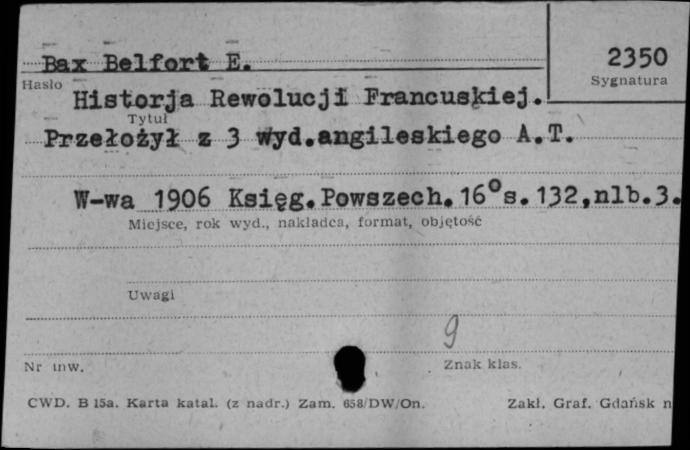 Bax Belfort E.
2350
Hasło
Sygnatura
Historja Rewolucji Francuskiej.
Tytuł
Przełożył z 3 wyd.angileskiego A.T.
W-wa 1906 Księg.Powszech.16°s.132,nlb.3.
Miejsce, rok wyd., nakładca, format, objętość
Uwagi
9
Nr inw.
Znak klas.
CWD. B 15a. Karta katal. (z nadr.) Zam. 658/DW/On.
Zakł. Graf. Gdańsk n